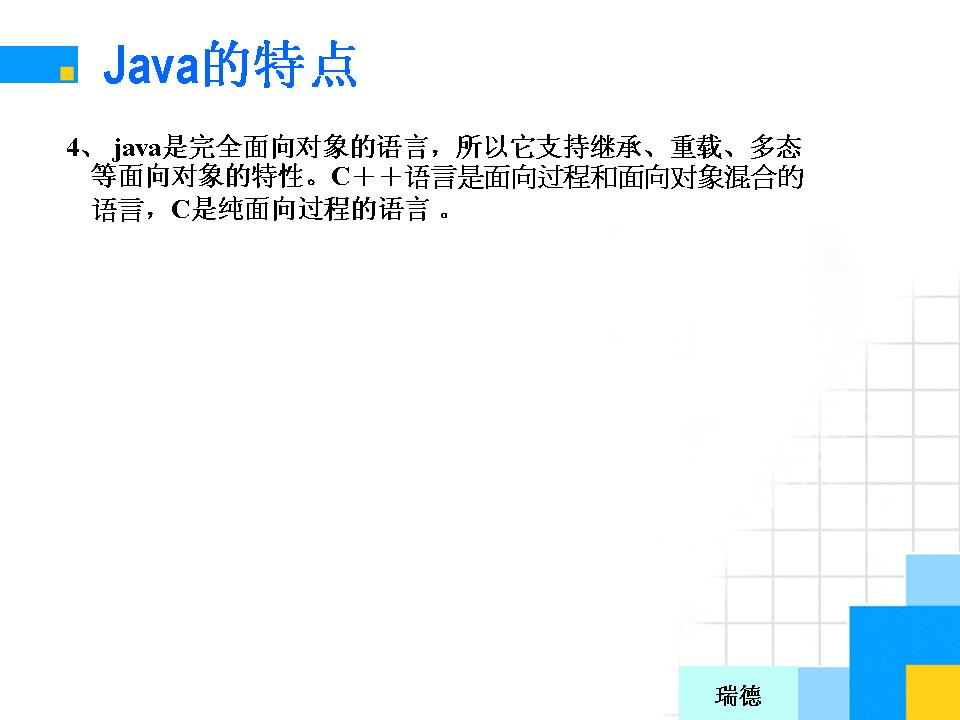 Java的特点
4、 java是完全面向对象的语言，所以它支持继承、重载、多态
等面向对象的特性。C＋＋语言是面向过程和面向对象混合的
语言，C是纯面向过程的语言 。
瑞德